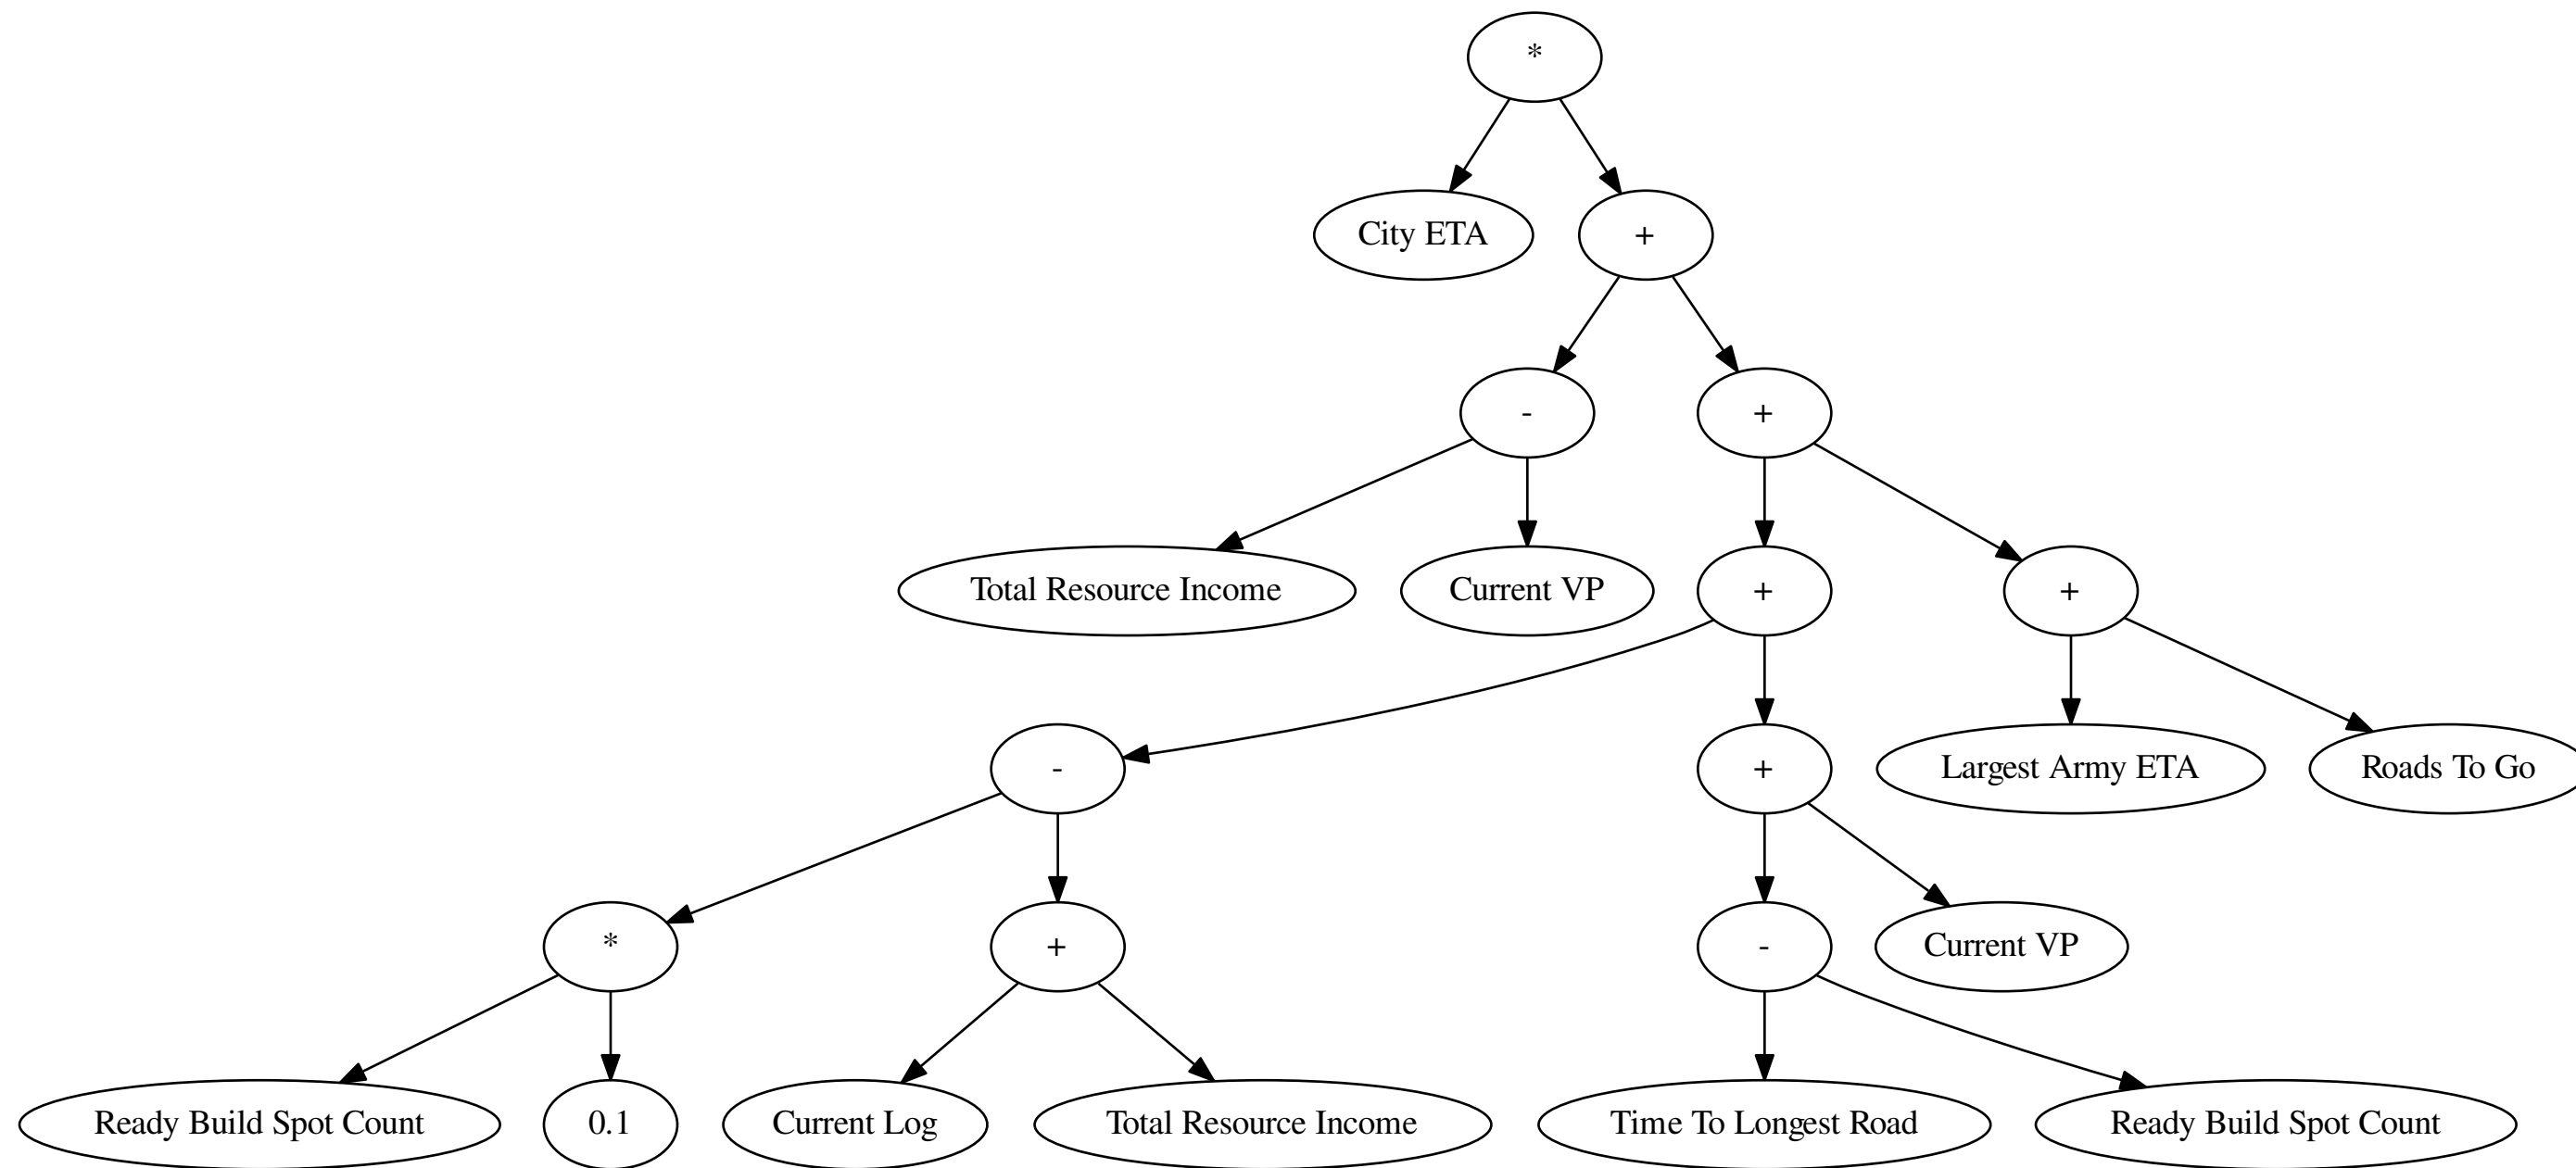 *
City ETA
+
-
+
Total Resource Income
Current VP
+
+
-
+
Largest Army ETA
Roads To Go
*
+
-
Current VP
Ready Build Spot Count
0.1
Current Log
Total Resource Income
Time To Longest Road
Ready Build Spot Count